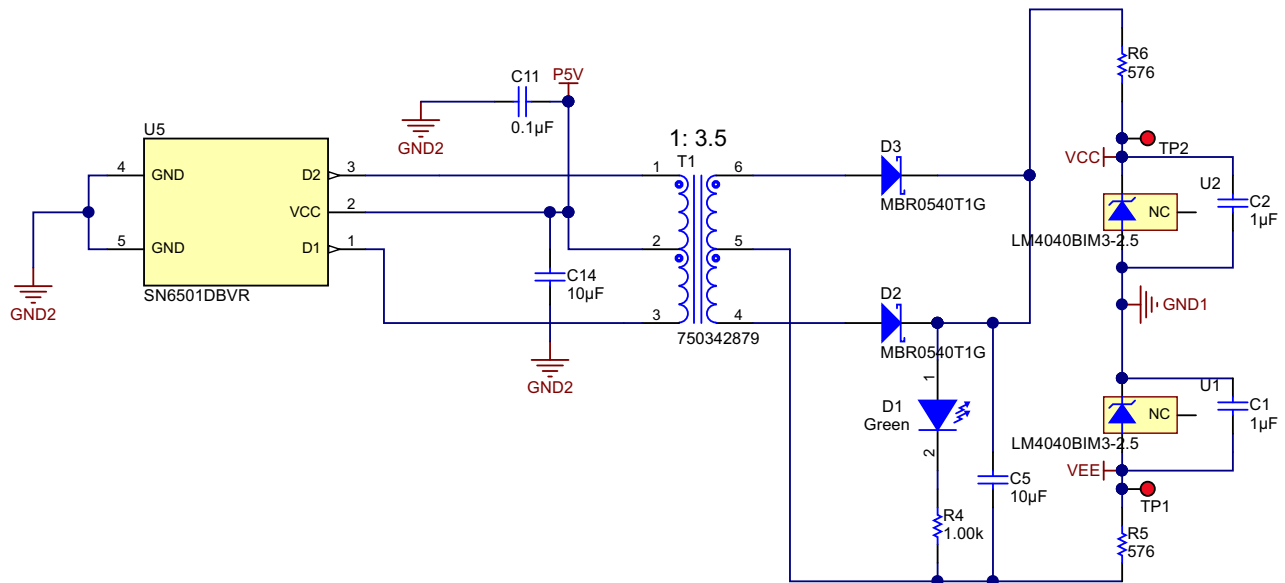 R6
576
C11
P5V
0.1µF
GND2
U5
1: 3.5
T1
D3
TP2
VCC
4
GND
D2
3
1
6
MBR0540T1G
U2
NC
C2
1µF
VCC
2
2
5
LM4040BIM3-2.5
5
GND
D1
1
C14
10µF
D2
GND1
GND2
SN6501DBVR
3
4
750342879
MBR0540T1G
GND2
1
D1
Green
2
U1
NC
C1
1µF
LM4040BIM3-2.5
VEE
C5
10µF
TP1
R4
1.00k
R5
576